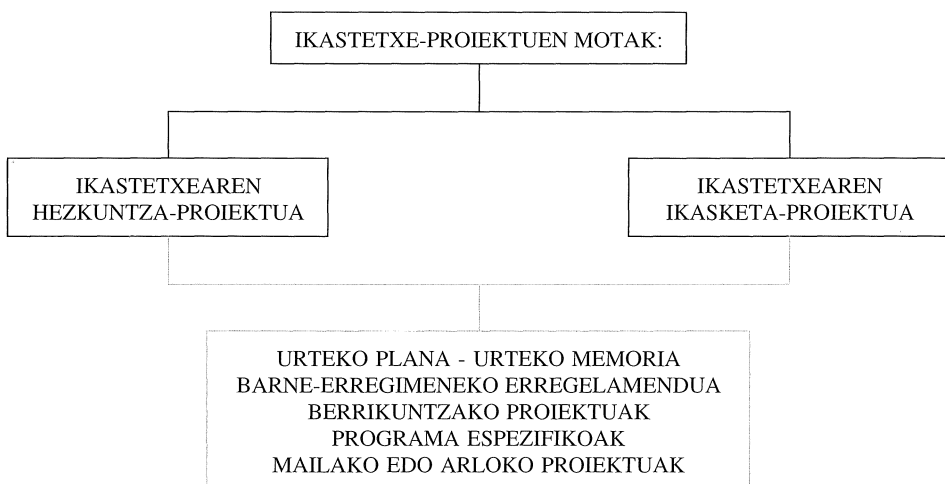 IKASTETXE-PROIEKTUEN MOTAK:
IKASTETXEAREN
HEZKUNTZA-PROIEKTUA
IKASTETXEAREN
IKASKETA-PROIEKTUA
URTEKO PLANA - URTEKO MEMORIA
BARNE-ERREGIMENEKO ERREGELAMENDUA
BERRIKUNTZAKO PROIEKTUAK
PROGRAMA ESPEZIFIKOAK
MAILAKO EDO ARLOKO PROIEKTUAK